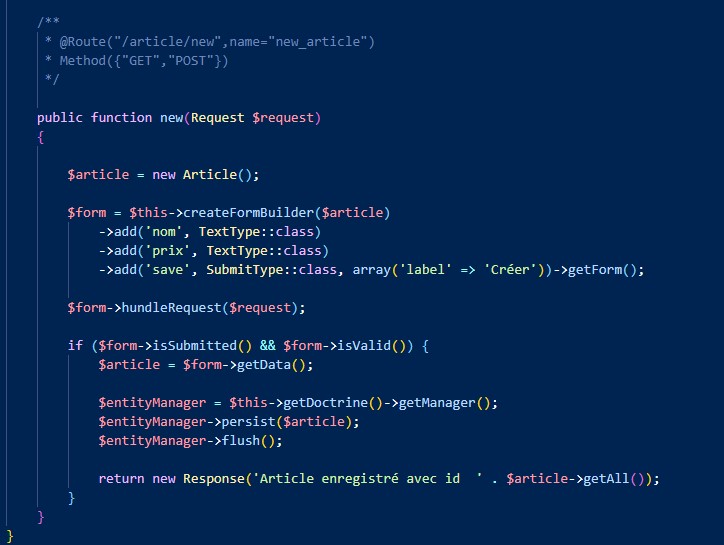 /**
* @Route("/article/new",name="new_article")
* Method({"GET","POST"})
*/
public function new(Request $request)
{
$article = new Article();
$form = $this->createFormBuilder($article)
->add('nom', TextType::class)
->add('prix', TextType::class)
->add('save', SubmitType::class, array('label' => 'Créer'))->getForm();
$form->hundleRequest($request);
if ($form->isSubmitted() && $form->isValid()) {
$article = $form->getData();
$entityManager = $this->getDoctrine()->getManager();
$entityManager->persist($article);
$entityManager->flush();
return new Response('Article enregistré avec id  ' . $article->getAll());
}
}
}